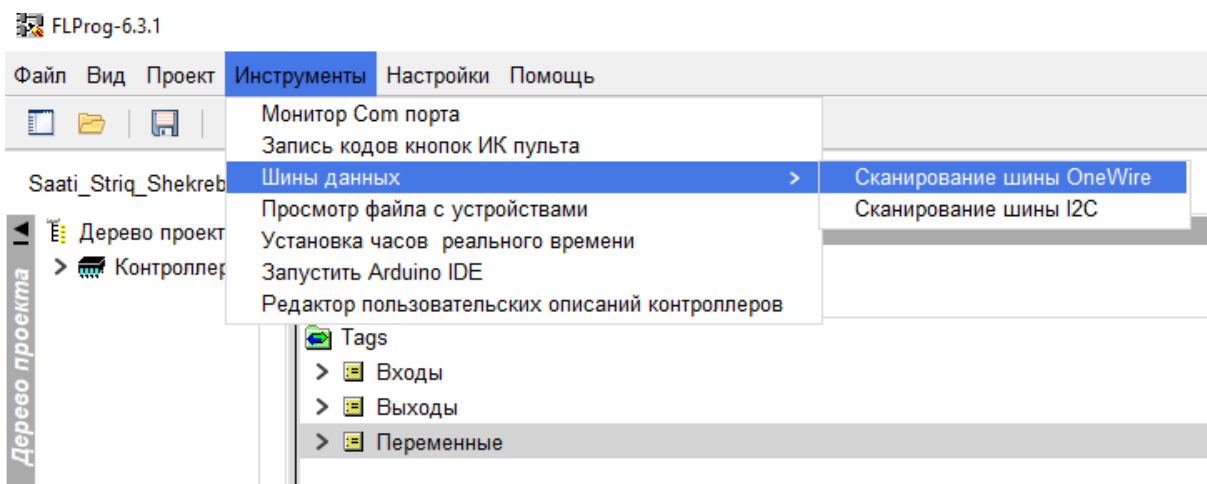 FLProg-6.3.1
Файл Вид Проект Инструменты Настройки Помощь
Монитор Com порта
Запись кодов кнопок ИК пульта
Шины данных >
Сканирование шины OneWire
Сканирование шины I2C
Просмотр файла с устройствами
Установка часов реального времени
Запустить Arduino IDE
Редактор пользовательских описаний контроллеров
Saati_Striq_Shekreb
Дерево проект
Контроллер
Дерево проекта
Tags
Входы
Выходы
Переменные